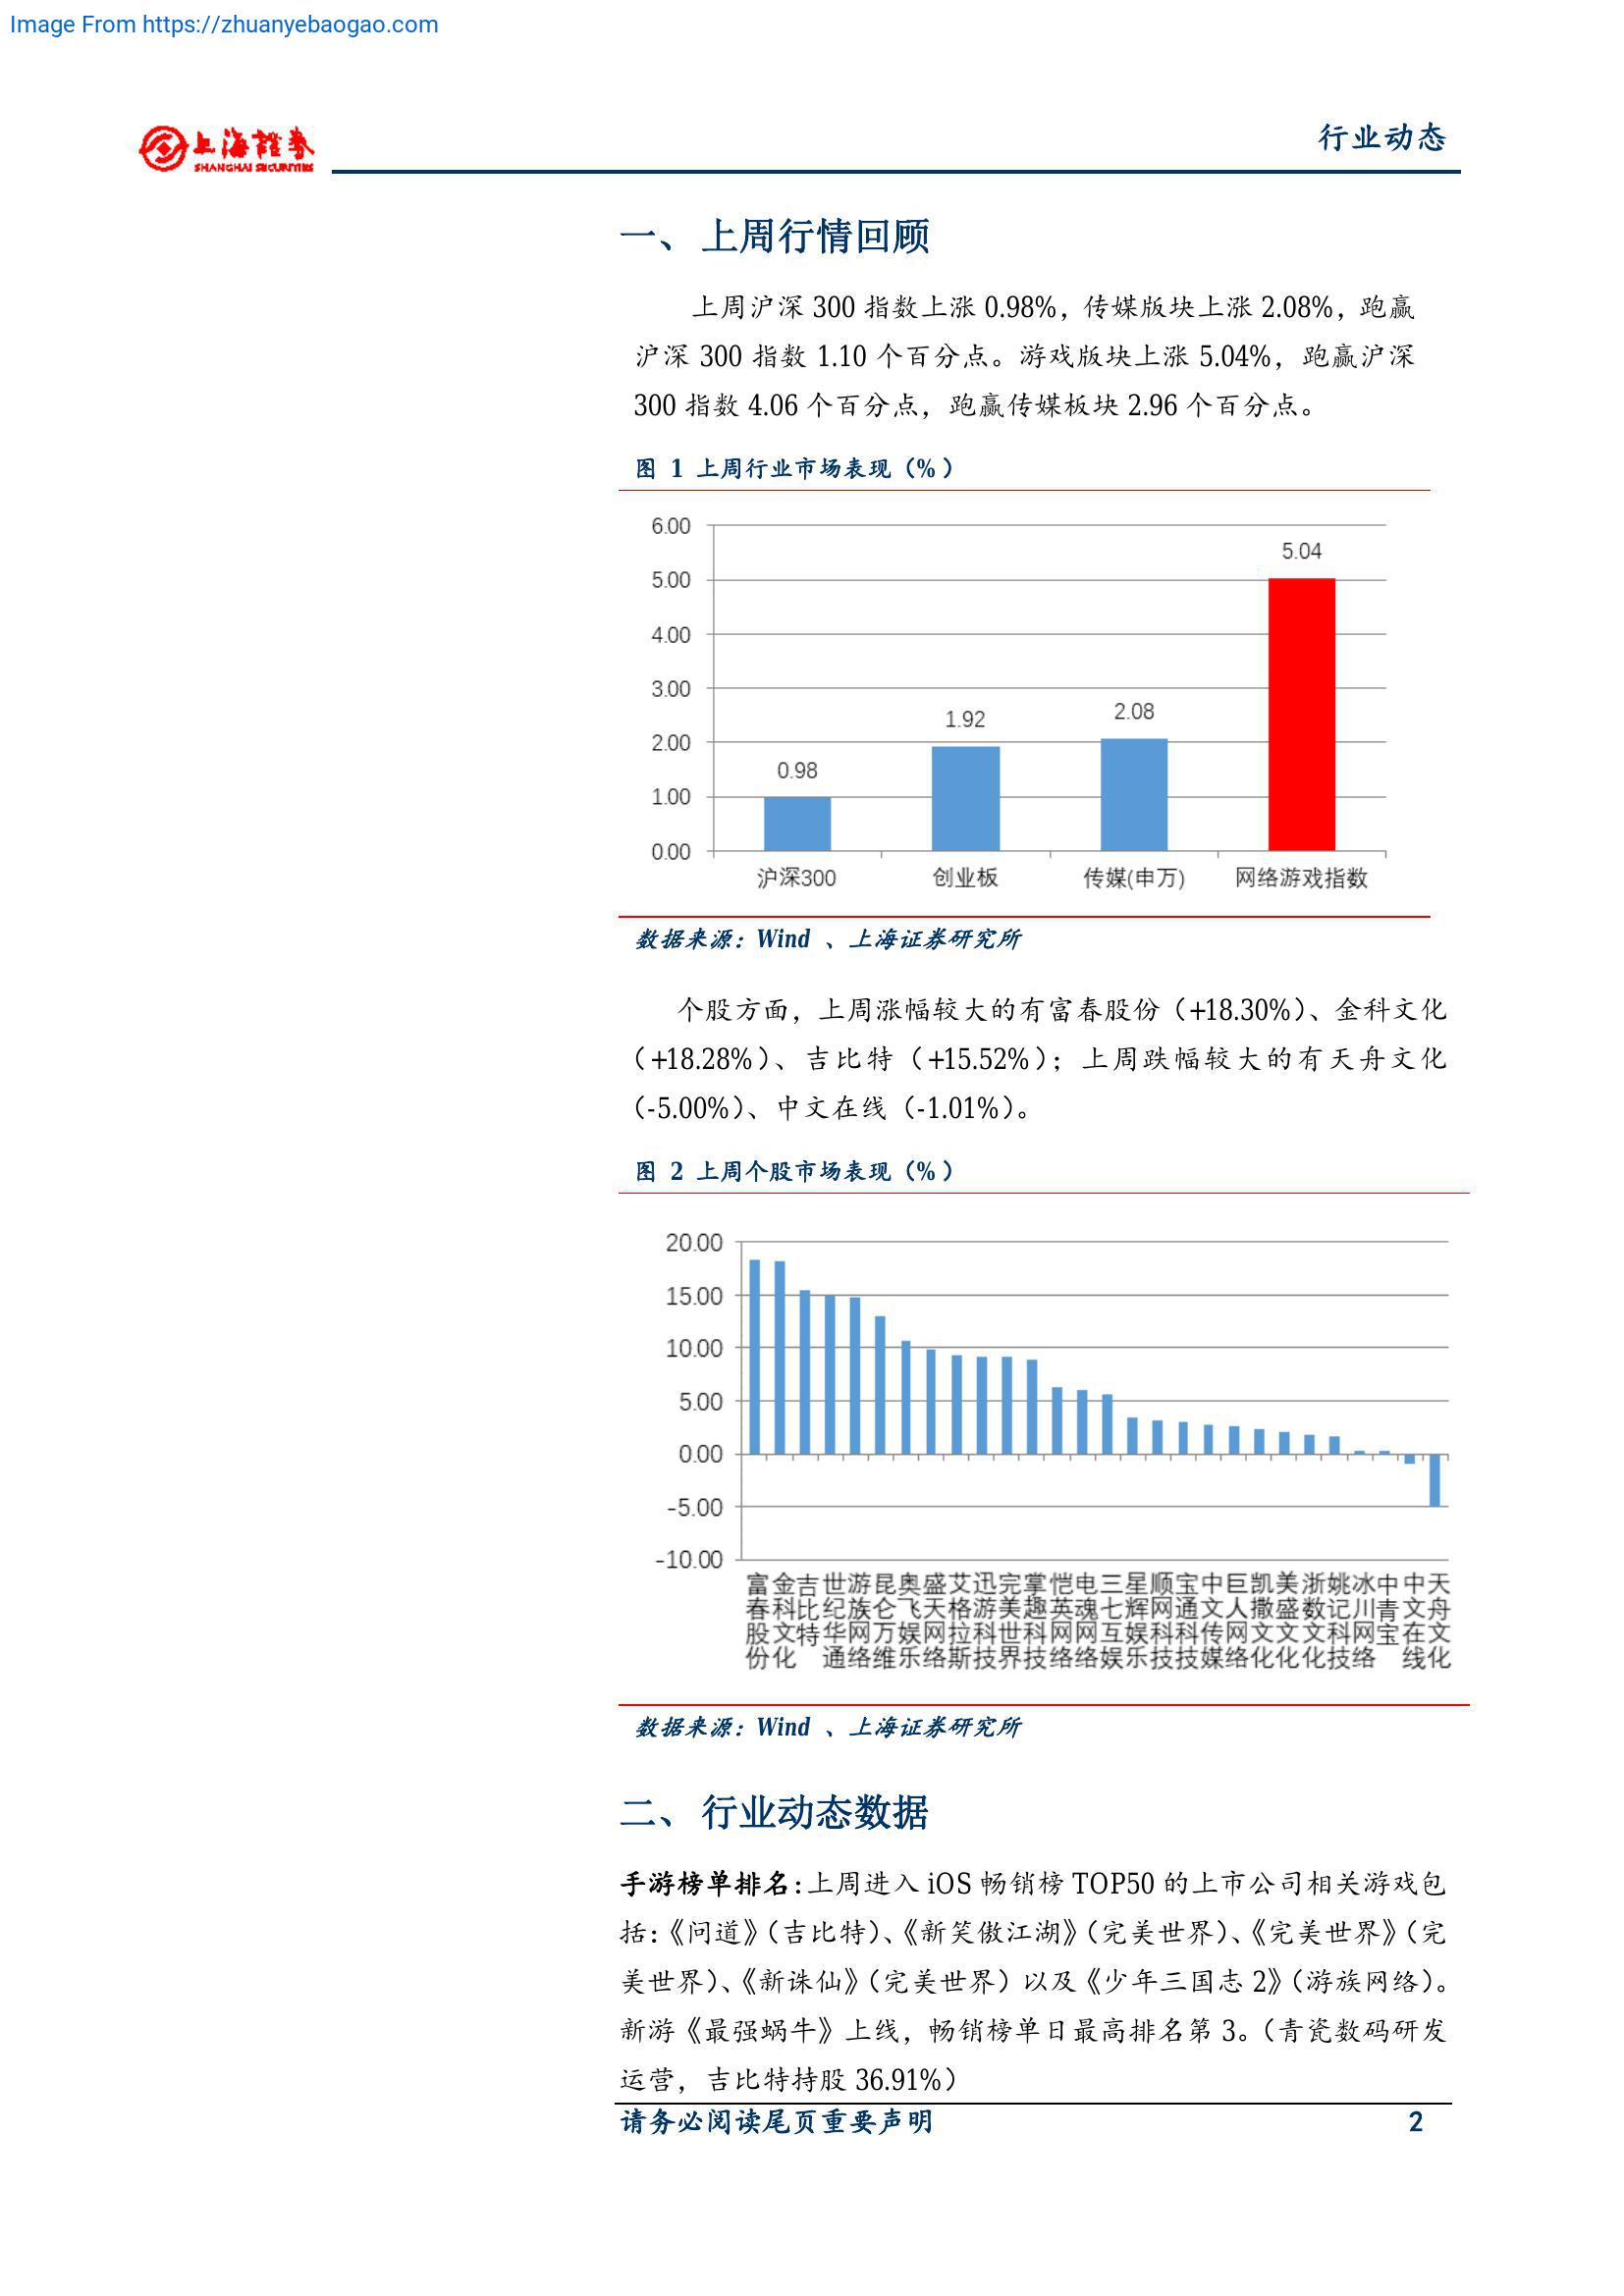 Image From https://zhuanyebaogao.com
上海證券
SHANGHAI SECURITIES
行业动态
一、 上周行情回顾
上周沪深 300 指数上涨 0.98%，传媒版块上涨 2.08%，跑赢
沪深 300 指数 1.10 个百分点。游戏版块上涨 5.04%，跑赢沪深
300 指数 4.06 个百分点，跑赢传媒板块 2.96 个百分点。
图 1 上周行业市场表现（%）
6.00
5.00
4.00
3.00
2.00
1.00
0.00
0.98
1.92
2.08
5.04
沪深300
创业板
传媒(申万)
网络游戏指数
数据来源：Wind 、上海证券研究所
个股方面，上周涨幅较大的有富春股份（+18.30%）、金科文化
（+18.28%）、吉比特（+15.52%）；上周跌幅较大的有天舟文化
（-5.00%）、中文在线（-1.01%）。
图 2 上周个股市场表现（%）
20.00
15.00
10.00
5.00
0.00
-5.00
-10.00
富春股份
金科文化
吉比特
世纪华通
游族网络
昆仑万维
奥飞娱乐
盛天网络
艾格拉斯
迅游科技
完美世界
掌趣科技
恺英网络
电魂网络
三七互娱
星辉娱乐
顺网科技
宝通科技
中文传媒
巨人网络
凯撒文化
美盛文化
浙数文化
姚记科技
冰川网络
中青宝
中文在线
天舟文化
数据来源：Wind 、上海证券研究所
二、 行业动态数据
手游榜单排名：上周进入 iOS 畅销榜 TOP50 的上市公司相关游戏包
括：《问道》（吉比特）、《新笑傲江湖》（完美世界）、《完美世界》（完
美世界）、《新诛仙》（完美世界）以及《少年三国志 2》（游族网络）。
新游《最强蜗牛》上线，畅销榜单日最高排名第 3。（青瓷数码研发
运营，吉比特持股 36.91%）
请务必阅读尾页重要声明
2